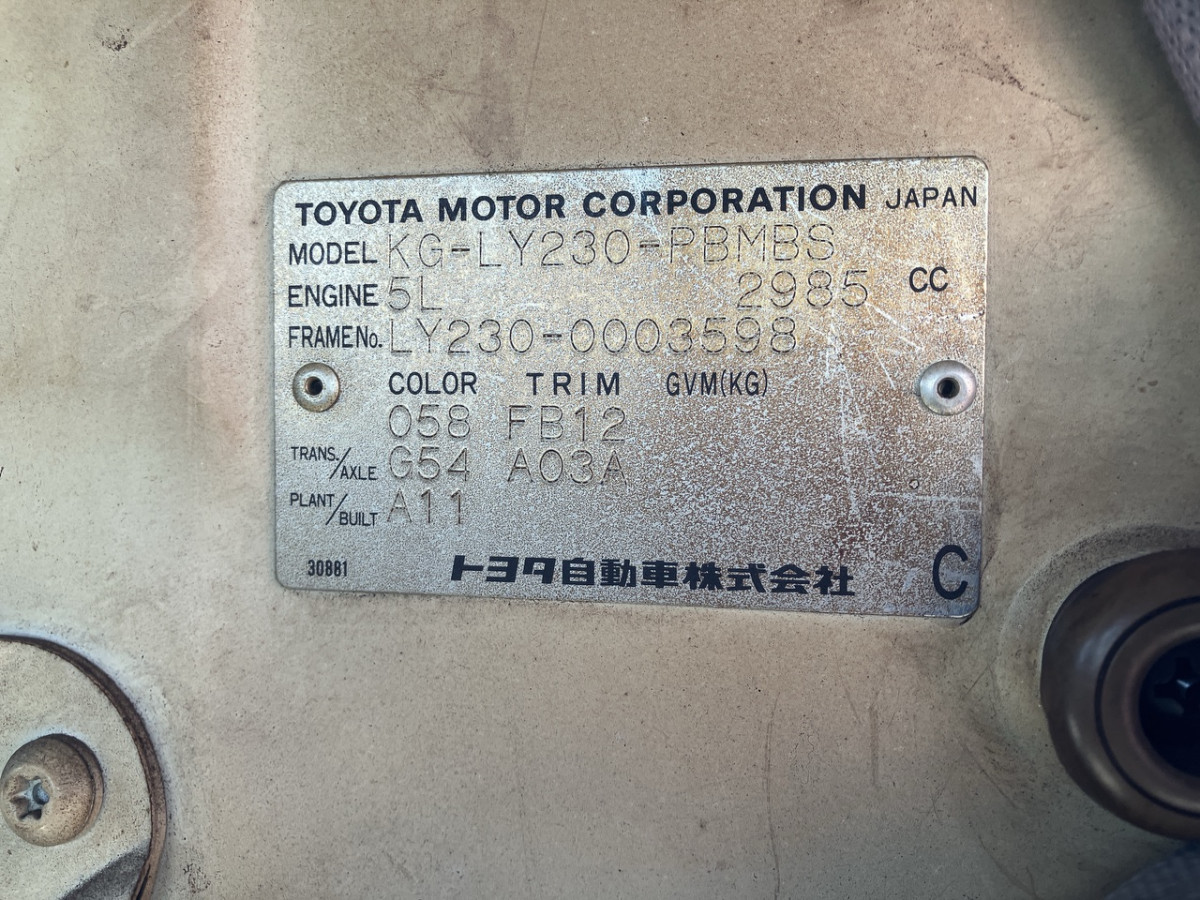 TOYOTA MOTOR CORPORATION JAPAN
MODEL KG-LY230-PBMBS
ENGINE 5L 2985 CC
FRAME No. LY230-0003598
COLOR TRIM GVM(KG)
058 FB12
TRANS./AXLE G54 A03A
PLANT/BUILT A11
30881 トヨタ自動車株式会社 C